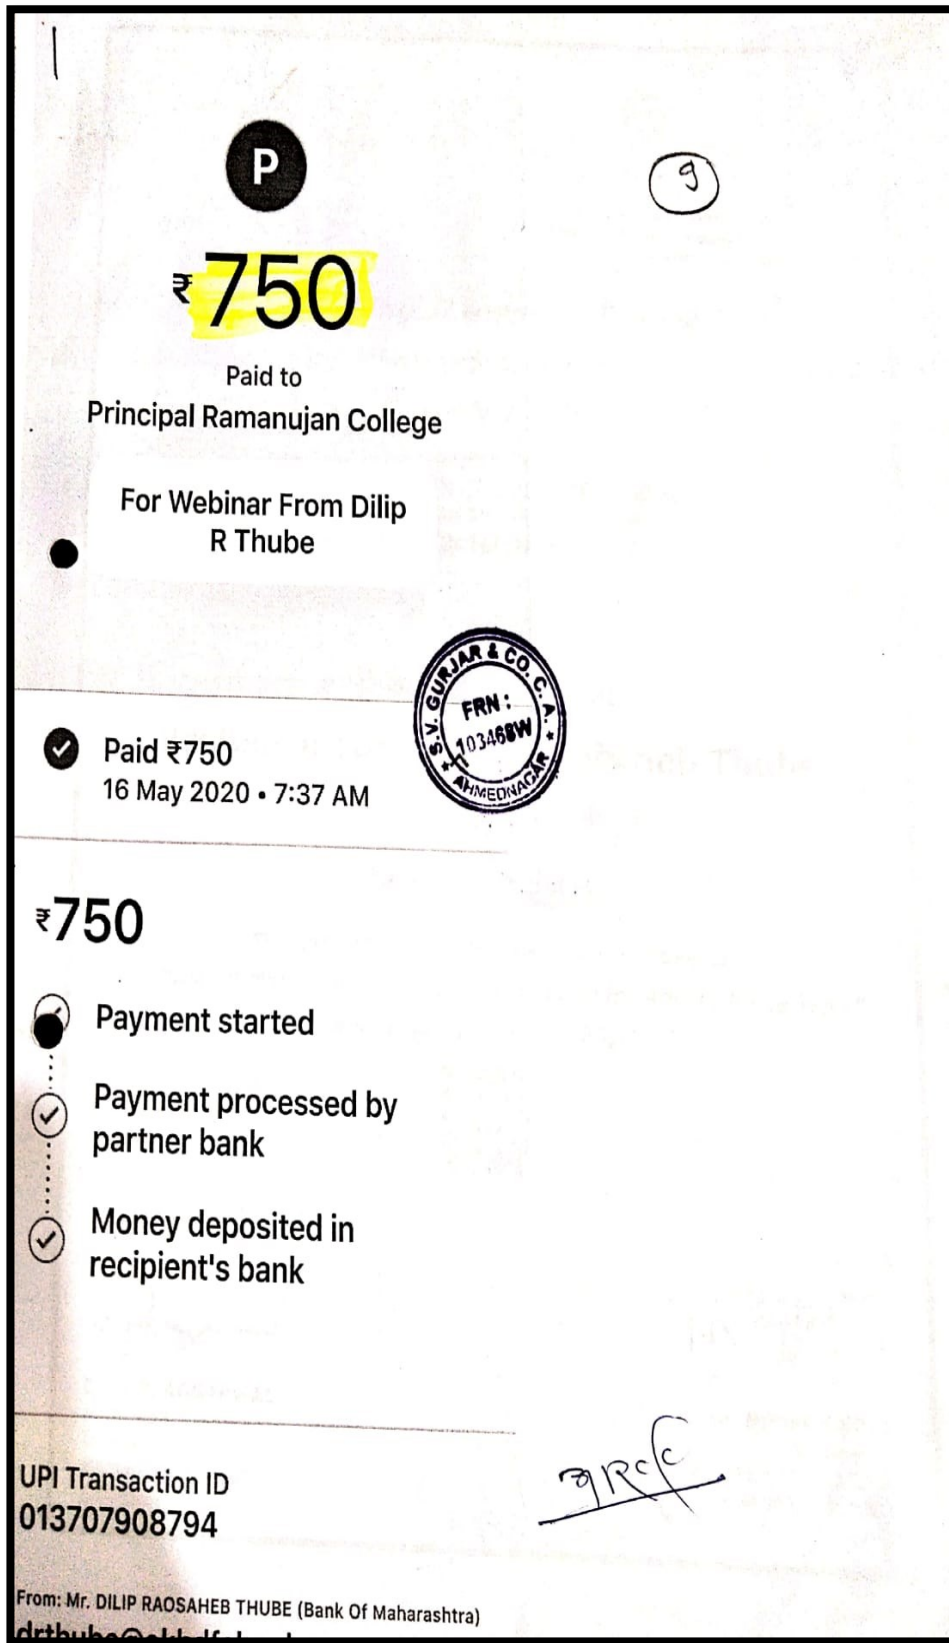 P
9
₹750
Paid to
Principal Ramanujan College
For Webinar From Dilip
R Thube
S.V. GURJAR & CO. C. A.
FRN :
103468W
AHMEDNAGAR
Paid ₹750
16 May 2020 • 7:37 AM
₹750
Payment started
Payment processed by
partner bank
Money deposited in
recipient's bank
UPI Transaction ID
013707908794
From: Mr. DILIP RAOSAHEB THUBE (Bank Of Maharashtra)